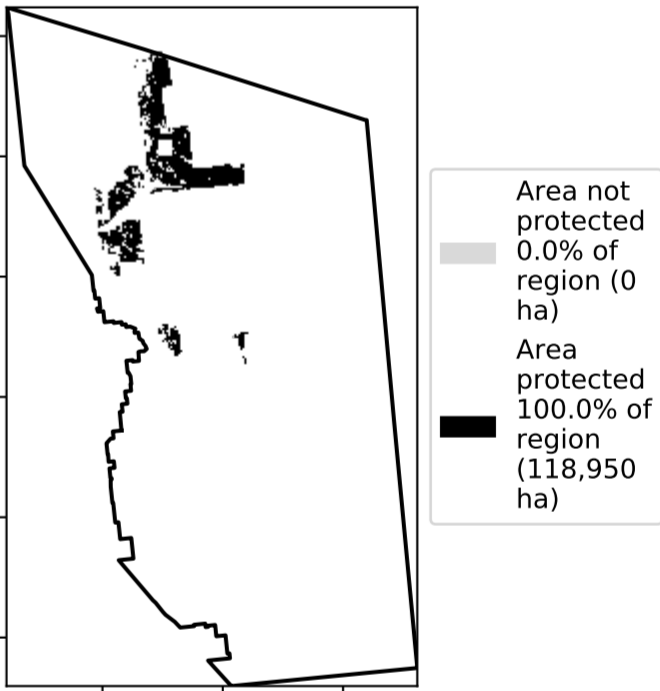 Area not
protected
0.0% of
region (0
ha)
Area
protected
100.0% of
region
(118,950
ha)